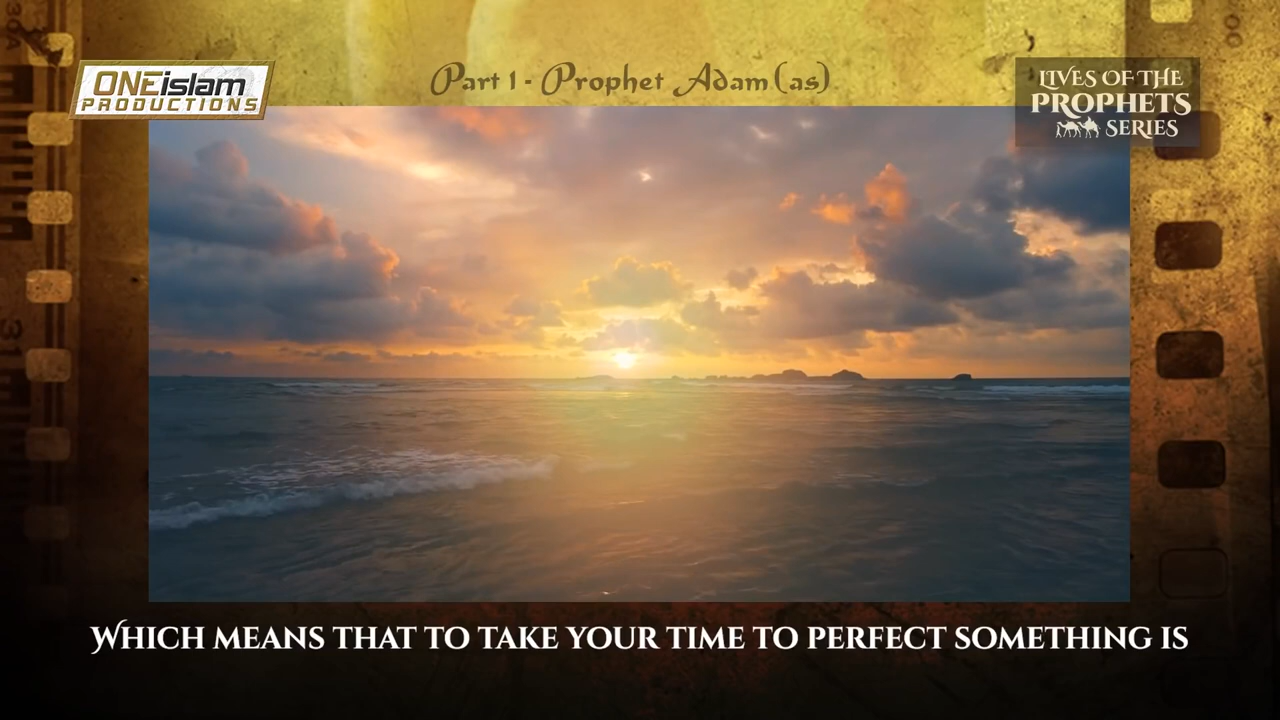 ONEislam
PRODUCTIONS
Part 1 - Prophet Adam (as)
LIVES OF THE
PROPHETS
SERIES
WHICH MEANS THAT TO TAKE YOUR TIME TO PERFECT SOMETHING IS